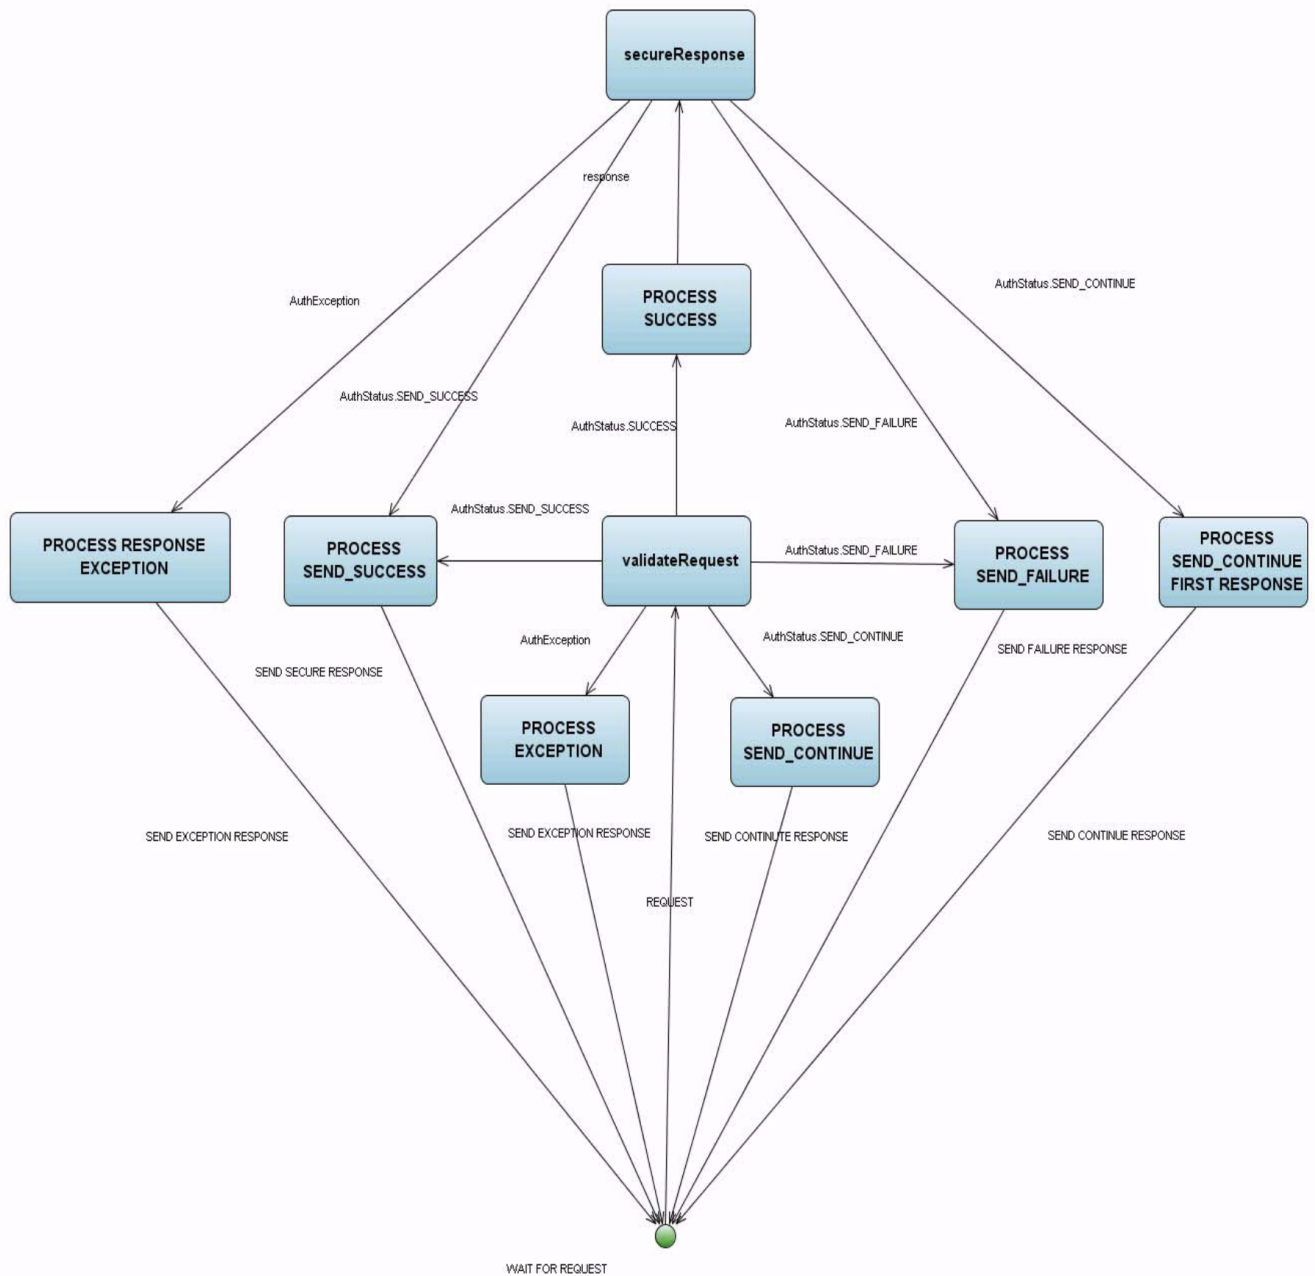 secureResponse
response
PROCESS
SUCCESS
AuthStatus.SEND_CONTINUE
AuthException
AuthStatus.SEND_SUCCESS
AuthStatus.SUCCESS
AuthStatus.SEND_FAILURE
AuthStatus.SEND_SUCCESS
PROCESS RESPONSE
EXCEPTION
PROCESS
SEND_SUCCESS
validateRequest
AuthStatus.SEND_FAILURE
PROCESS
SEND_FAILURE
PROCESS
SEND_CONTINUE
FIRST RESPONSE
AuthException
AuthStatus.SEND_CONTINUE
SEND FAILURE RESPONSE
SEND SECURE RESPONSE
PROCESS
EXCEPTION
PROCESS
SEND_CONTINUE
SEND EXCEPTION RESPONSE
SEND EXCEPTION RESPONSE
SEND CONTINUTE RESPONSE
SEND CONTINUE RESPONSE
REQUEST
WAIT FOR REQUEST